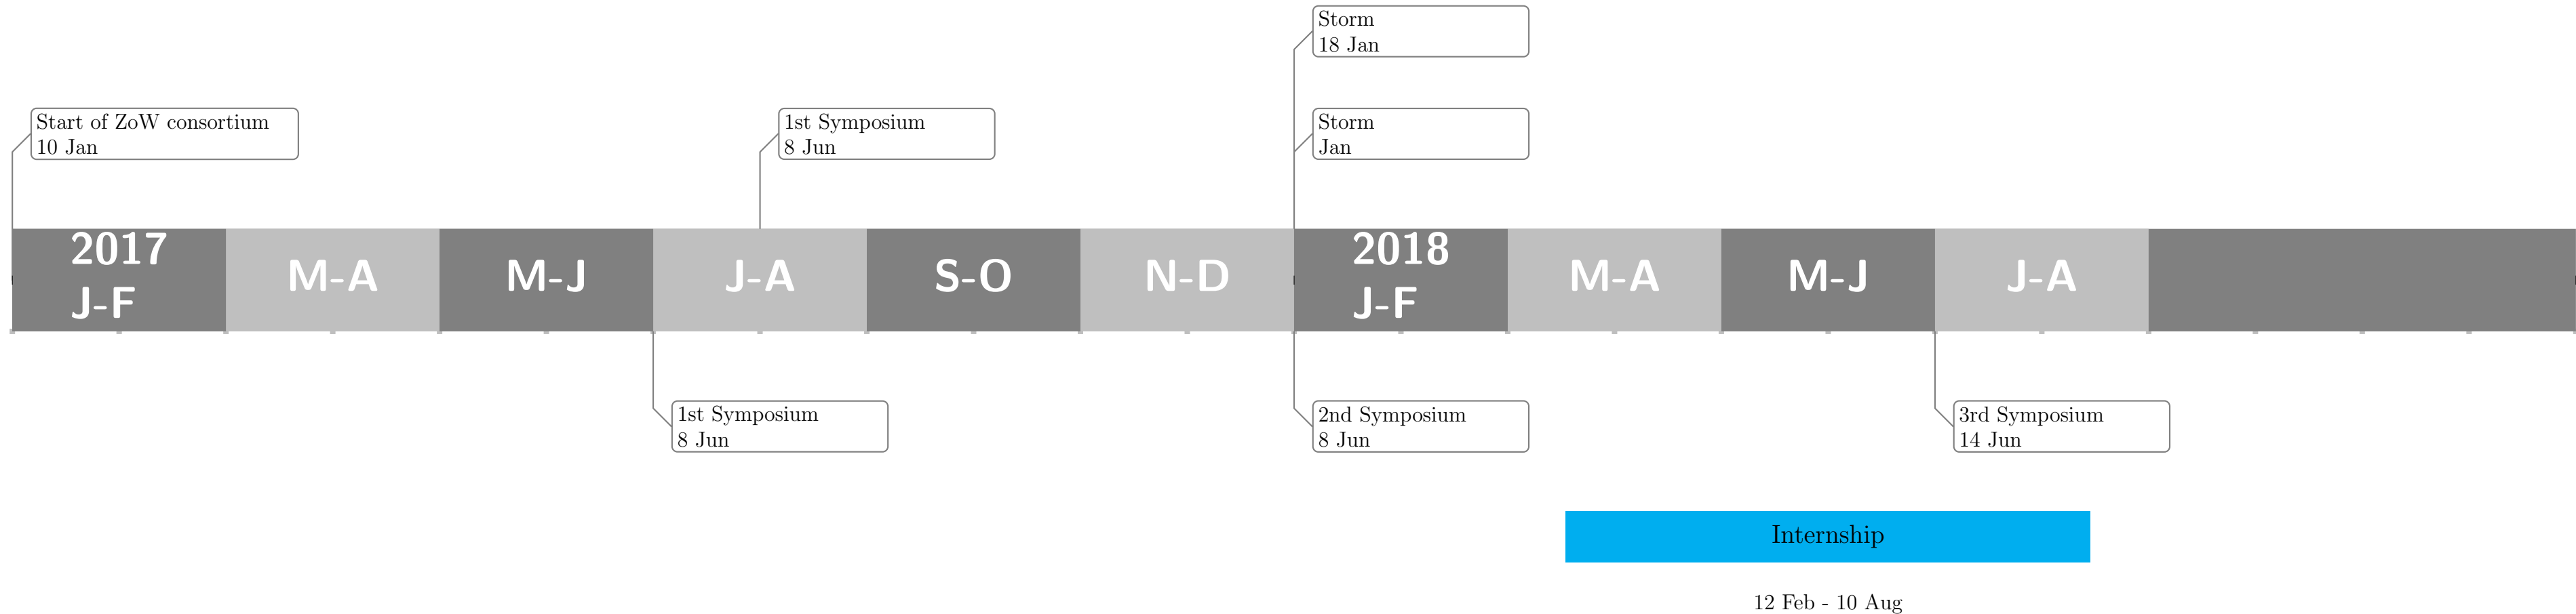 Storm
18 Jan
Start of ZoW consortium
10 Jan
1st Symposium
8 Jun
Storm
Jan
2017
J-F
M-A
M-J
J-A
S-O
N-D
2018
J-F
M-A
M-J
J-A
1st Symposium
8 Jun
2nd Symposium
8 Jun
3rd Symposium
14 Jun
Internship
12 Feb - 10 Aug